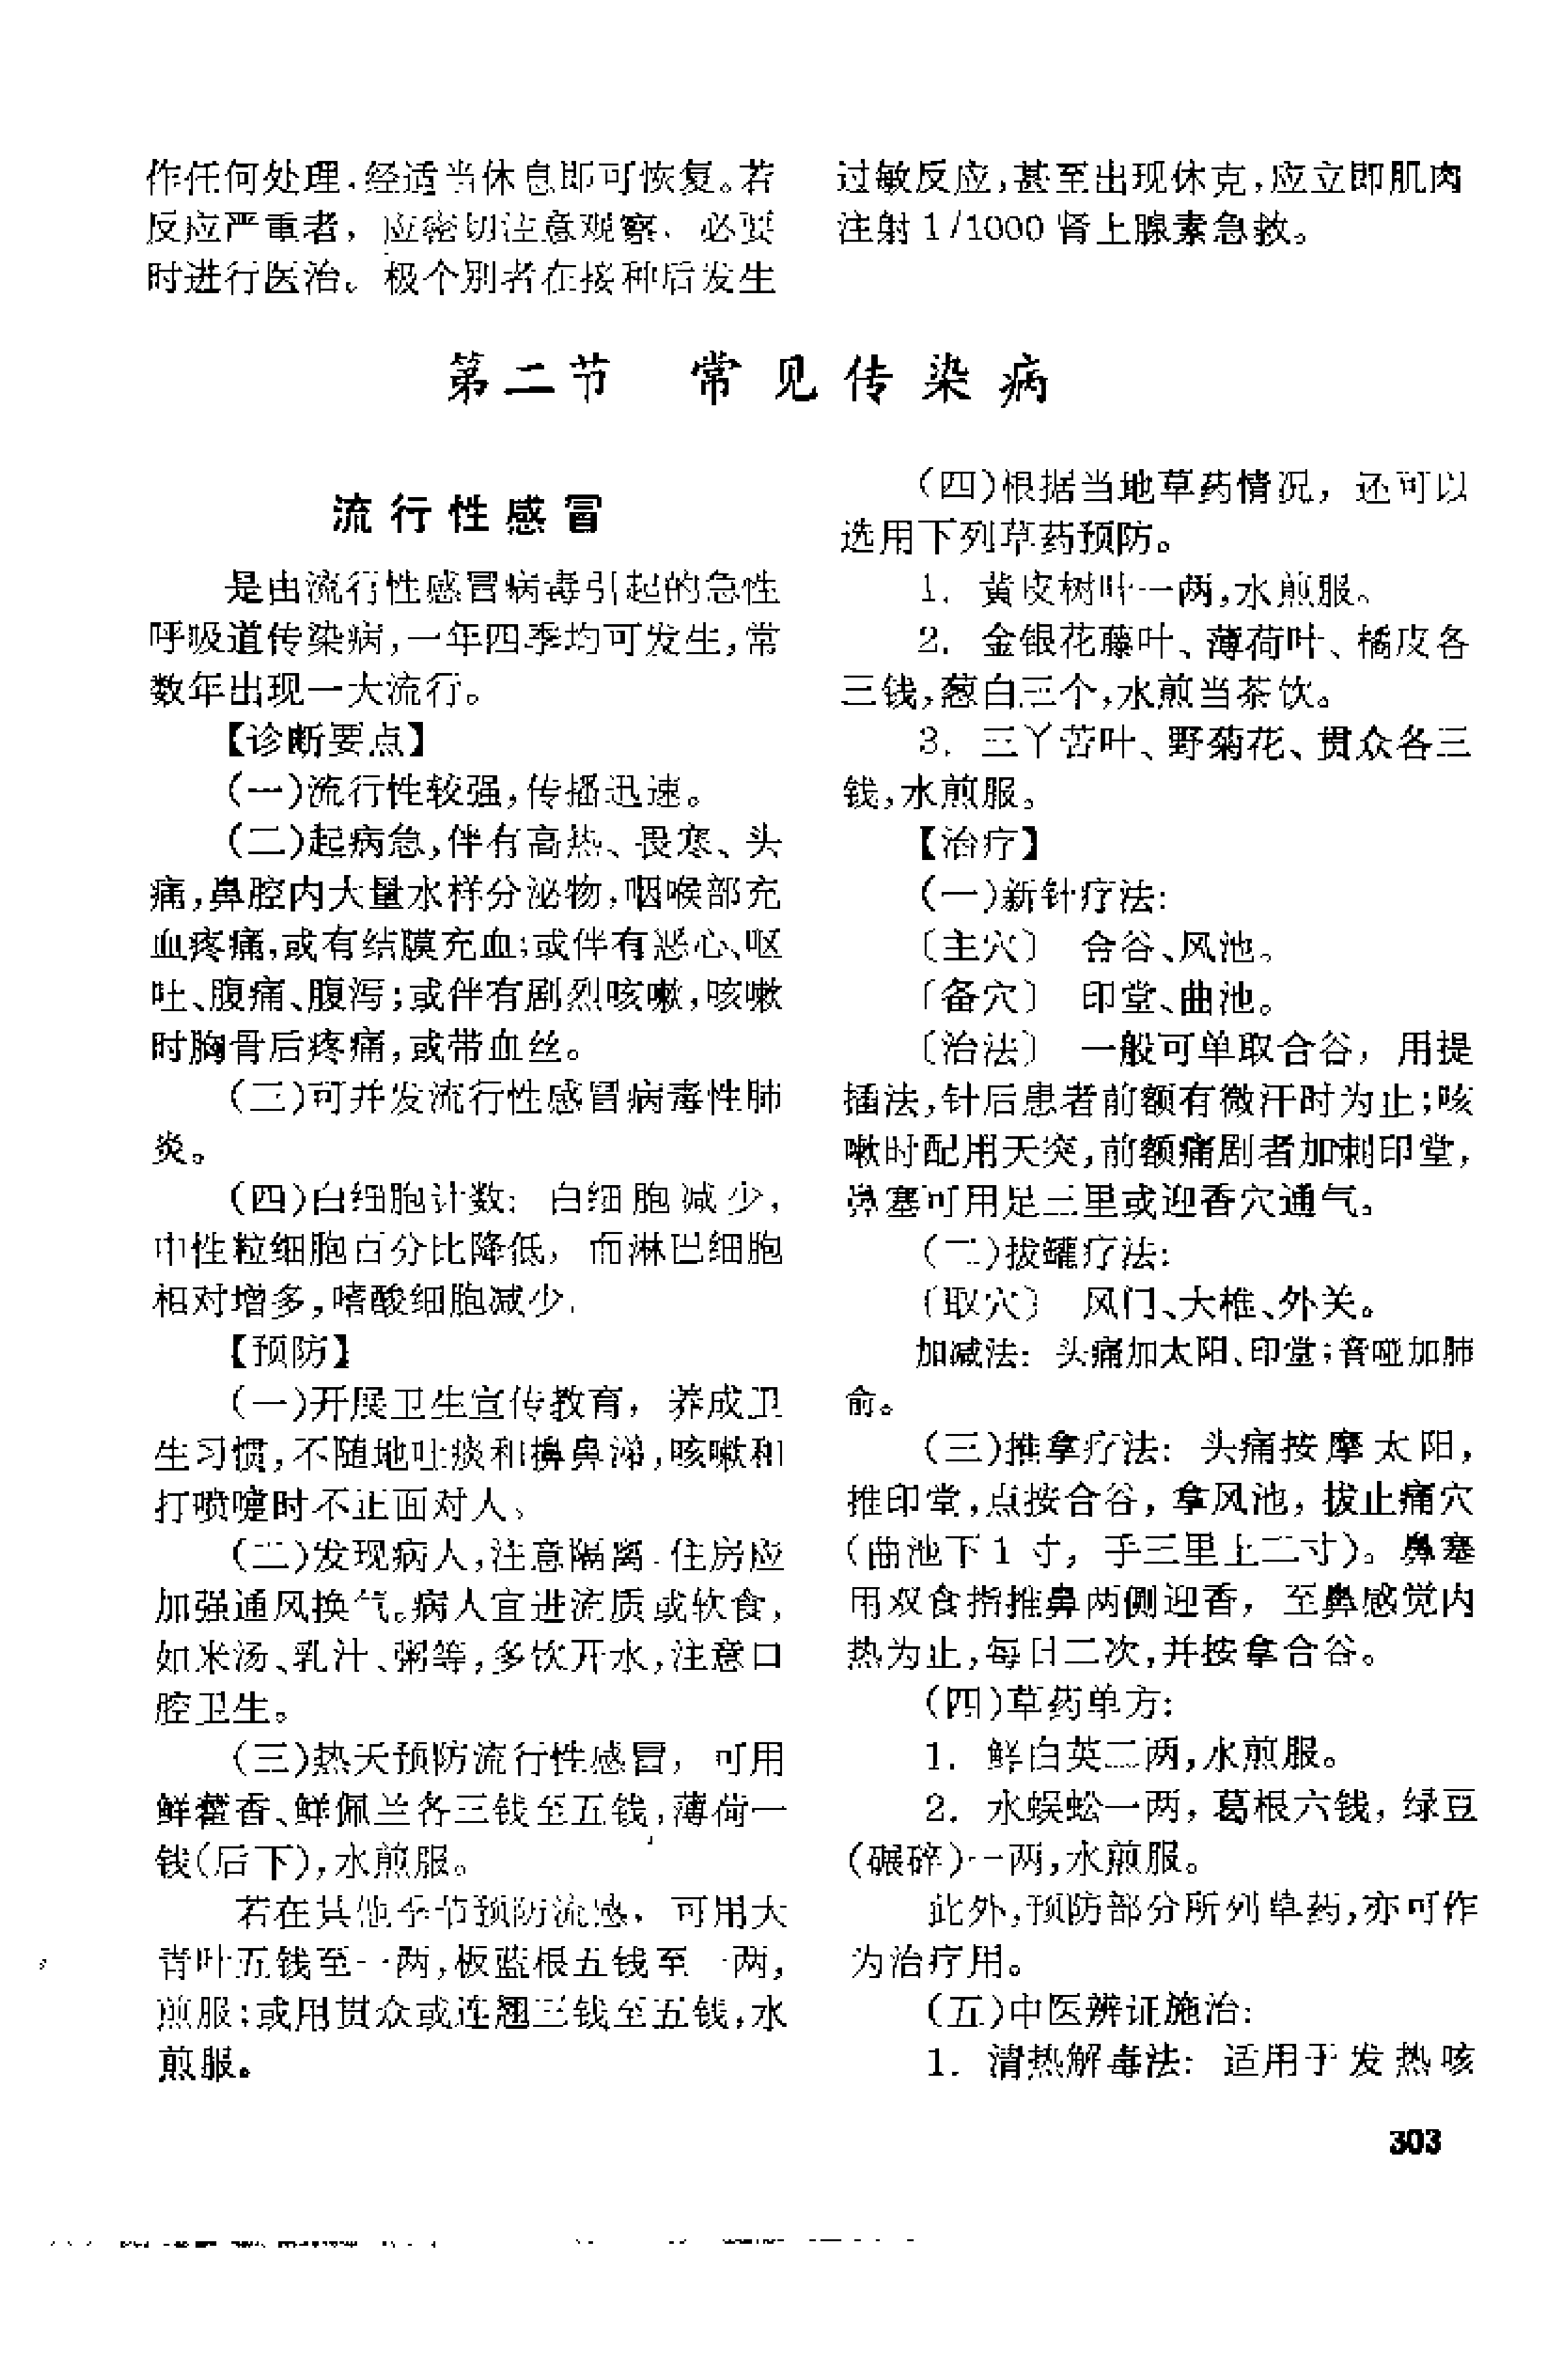 作任何处理,经适当休息即可恢复。若
反应严重者，应密切注意观察、必要
时进行医治。极个别者在接种后发生
过敏反应,甚至出现休克,应立即肌肉
注射1/1000肾上腺素急救。
第二节 常见传染病
流行性感冒
是由流行性感冒病毒引起的急性
呼吸道传染病,一年四季均可发生,常
数年出现一大流行。
【诊断要点】
(一)流行性较强,传播迅速。
(二)起病急,伴有高热、畏寒、头
痛,鼻腔内大量水样分泌物,咽喉部充
血疼痛,或有结膜充血;或伴有恶心、呕
吐、腹痛、腹泻;或伴有剧烈咳嗽,咳嗽
时胸骨后疼痛,或带血丝。
(三)可并发流行性感冒病毒性肺
炎。
(四)白细胞计数: 白细胞减少,
中性粒细胞百分比降低，而淋巴细胞
相对增多,嗜酸细胞减少.
【预防】
(一)开展卫生宣传教育，养成卫
生习惯,不随地吐痰和擤鼻涕,咳嗽和
打喷嚏时不正面对人。
(二)发现病人,注意隔离.住房应
加强通风换气。病人宜进流质或软食,
如米汤、乳汁、粥等,多饮开水,注意口
腔卫生。
(三)热天预防流行性感冒，可用
鲜藿香、鲜佩兰各三钱至五钱,薄荷一
钱(后下),水煎服。
若在其他季节预防流感，可用大
青叶五钱至一两,板蓝根五钱至一两,
煎服;或用贯众或连翘三钱至五钱,水
煎服。
(四)根据当地草药情况，还可以
选用下列草药预防。
1. 黄皮树叶一两,水煎服。
2. 金银花藤叶、薄荷叶、橘皮各
三钱,葱白三个,水煎当茶饮。
3. 三丫苦叶、野菊花、贯众各三
钱,水煎服。
【治疗】
(一)新针疗法:
〔主穴〕 合谷、风池。
〔备穴〕 印堂、曲池。
〔治法〕 一般可单取合谷，用提
插法,针后患者前额有微汗时为止;咳
嗽时配用天突,前额痛剧者加刺印堂,
鼻塞可用足三里或迎香穴通气。
(二)拔罐疗法:
〔取穴〕 风门、大椎、外关。
加减法: 头痛加太阳、印堂;音哑加肺
俞。
(三)推拿疗法: 头痛按摩太阳,
推印堂,点按合谷,拿风池,拔止痛穴
(曲池下1寸，手三里上二寸)。鼻塞
用双食指推鼻两侧迎香，至鼻感觉内
热为止,每日二次,并按拿合谷。
(四)草药单方:
1. 鲜白英二两,水煎服。
2. 水蜈蚣一两,葛根六钱,绿豆
(碾碎)一两,水煎服。
此外,预防部分所列草药,亦可作
为治疗用。
(五)中医辨证施治:
1. 清热解毒法: 适用于发热咳
303